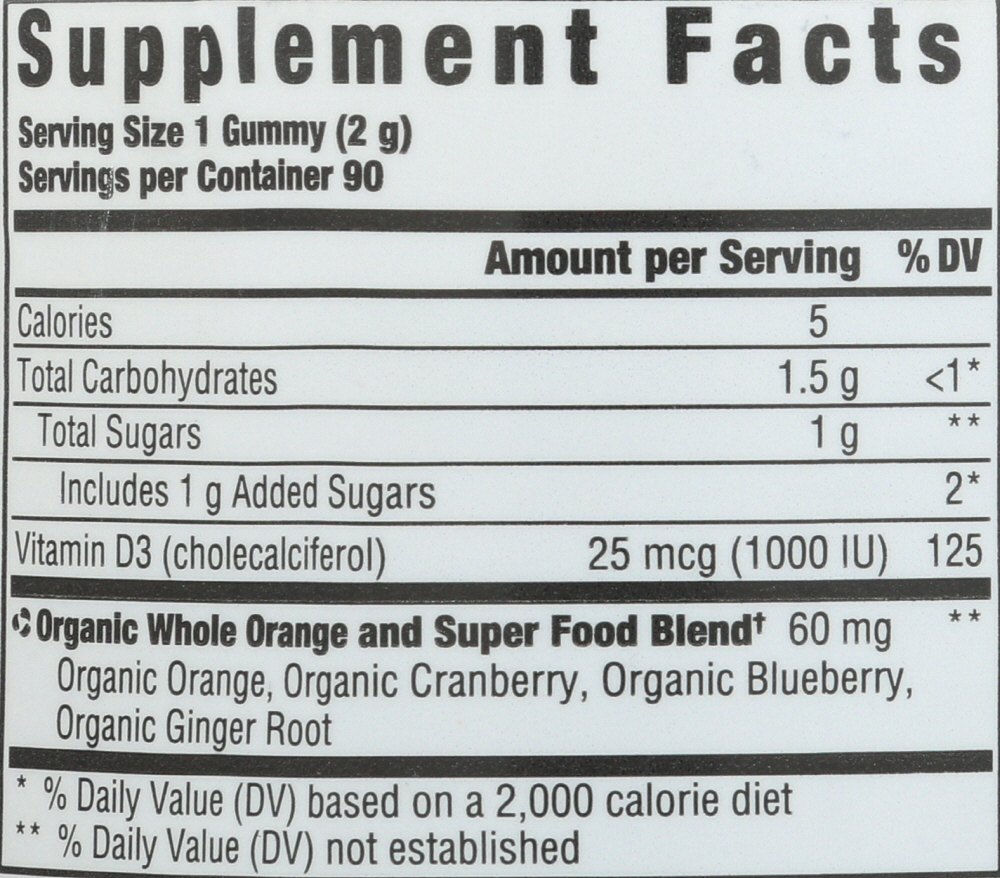 Supplement Facts
Serving Size 1 Gummy (2 g)
Servings per Container 90
Amount per Serving % DV
Calories 5
Total Carbohydrates 1.5 g <1*
Total Sugars 1 g **
Includes 1 g Added Sugars 2*
Vitamin D3 (cholecalciferol) 25 mcg (1000 IU) 125
Organic Whole Orange and Super Food Blend† 60 mg **
Organic Orange, Organic Cranberry, Organic Blueberry,
Organic Ginger Root
* % Daily Value (DV) based on a 2,000 calorie diet
** % Daily Value (DV) not established